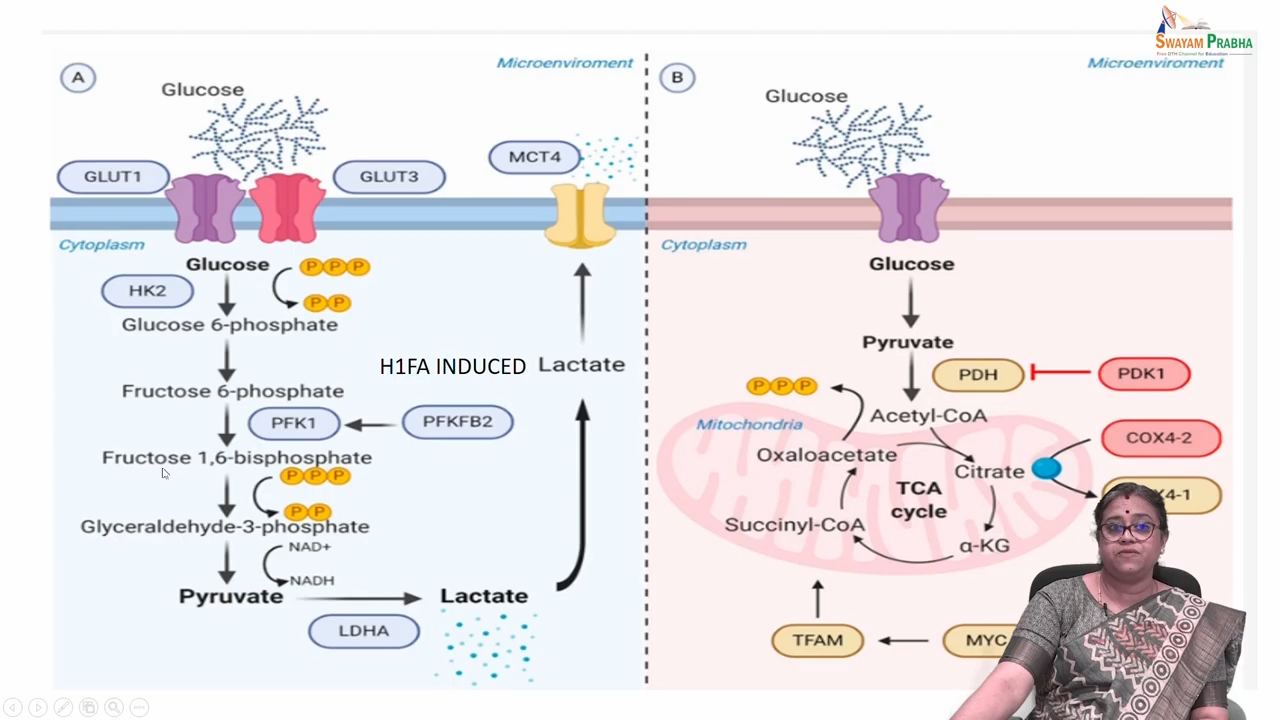 SWAYAM PRABHA
Free DTH Channel for Education
A
Microenviroment
Glucose
GLUT1
GLUT3
MCT4
Cytoplasm
Glucose
P P P
P P
HK2
Glucose 6-phosphate
H1FA INDUCED
Lactate
Fructose 6-phosphate
PFK1
PFKFB2
Fructose 1,6-bisphosphate
P P P
P P
Glyceraldehyde-3-phosphate
NAD+
NADH
Pyruvate
Lactate
LDHA
B
Microenviroment
Glucose
Cytoplasm
Glucose
Pyruvate
PDH
PDK1
P P P
Acetyl-CoA
Mitochondria
COX4-2
Oxaloacetate
Citrate
TCA
cycle
X4-1
Succinyl-CoA
α-KG
TFAM
MYC